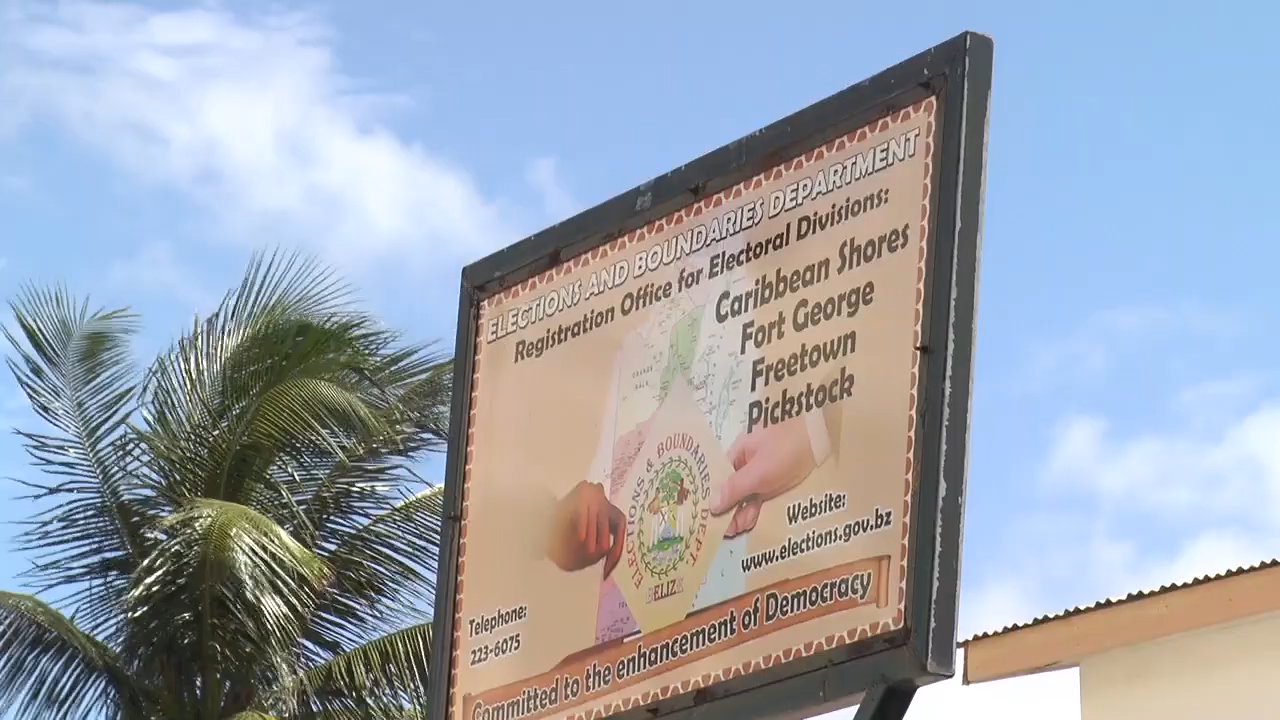 ELECTIONS AND BOUNDARIES DEPARTMENT
Registration Office for Electoral Divisions:
Caribbean Shores
Fort George
Freetown
Pickstock
ELECTIONS & BOUNDARIES DEPT.
BELIZE
Website:
www.elections.gov.bz
Telephone:
223-6075
Committed to the enhancement of Democracy